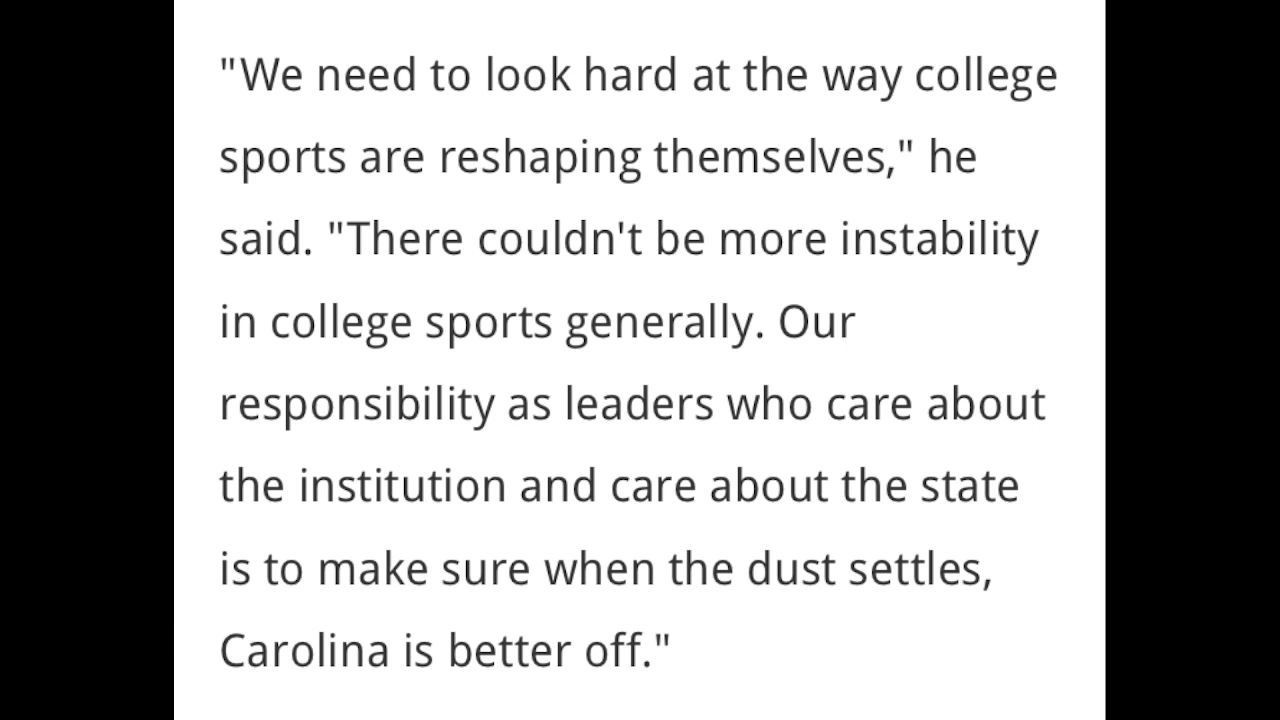 "We need to look hard at the way college
sports are reshaping themselves," he
said. "There couldn't be more instability
in college sports generally. Our
responsibility as leaders who care about
the institution and care about the state
is to make sure when the dust settles,
Carolina is better off."